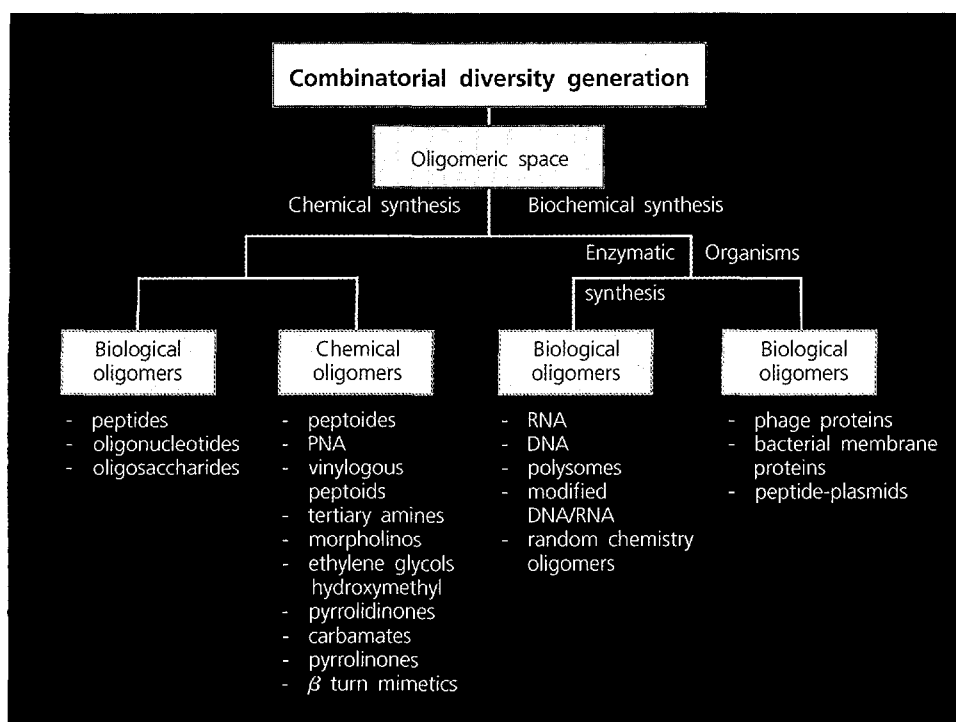 Combinatorial diversity generation
Oligomeric space
Chemical synthesis
Biochemical synthesis
Enzymatic
synthesis
Organisms
Biological
oligomers
- peptides
- oligonucleotides
- oligosaccharides
Chemical
oligomers
- peptoides
- PNA
- vinylogous
peptoids
- tertiary amines
- morpholinos
- ethylene glycols
hydroxymethyl
- pyrrolidinones
- carbamates
- pyrrolinones
- β turn mimetics
Biological
oligomers
- RNA
- DNA
- polysomes
- modified
DNA/RNA
- random chemistry
oligomers
Biological
oligomers
- phage proteins
- bacterial membrane
proteins
- peptide-plasmids